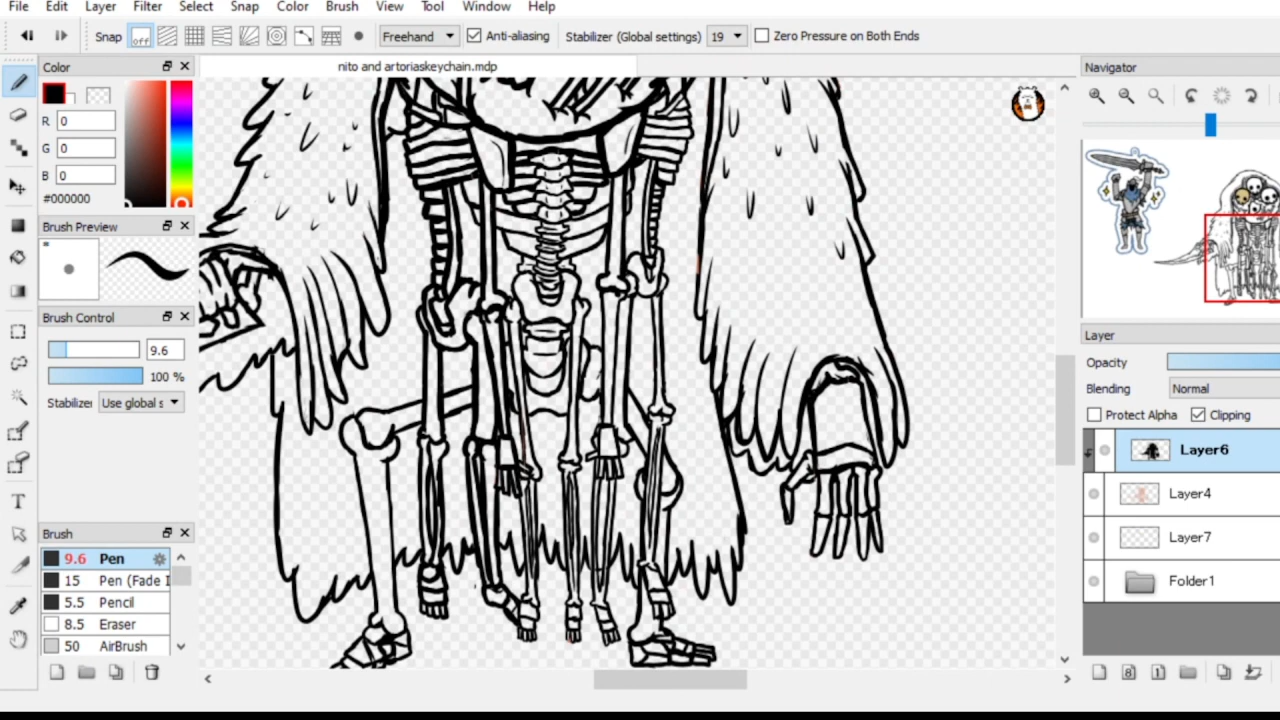 File Edit Layer Filter Select Snap Color Brush View Tool Window Help
Snap off Freehand Anti-aliasing Stabilizer (Global settings) 19 Zero Pressure on Both Ends
Color
nito and artoriaskeychain.mdp
Navigator
R 0
G 0
B 0
#000000
Brush Preview
Brush Control
9.6
100 %
Stabilizer Use global s
Layer
Opacity
Blending Normal
Protect Alpha Clipping
Layer6
Layer4
Layer7
Folder1
Brush
9.6 Pen
15 Pen (Fade I
5.5 Pencil
8.5 Eraser
50 AirBrush